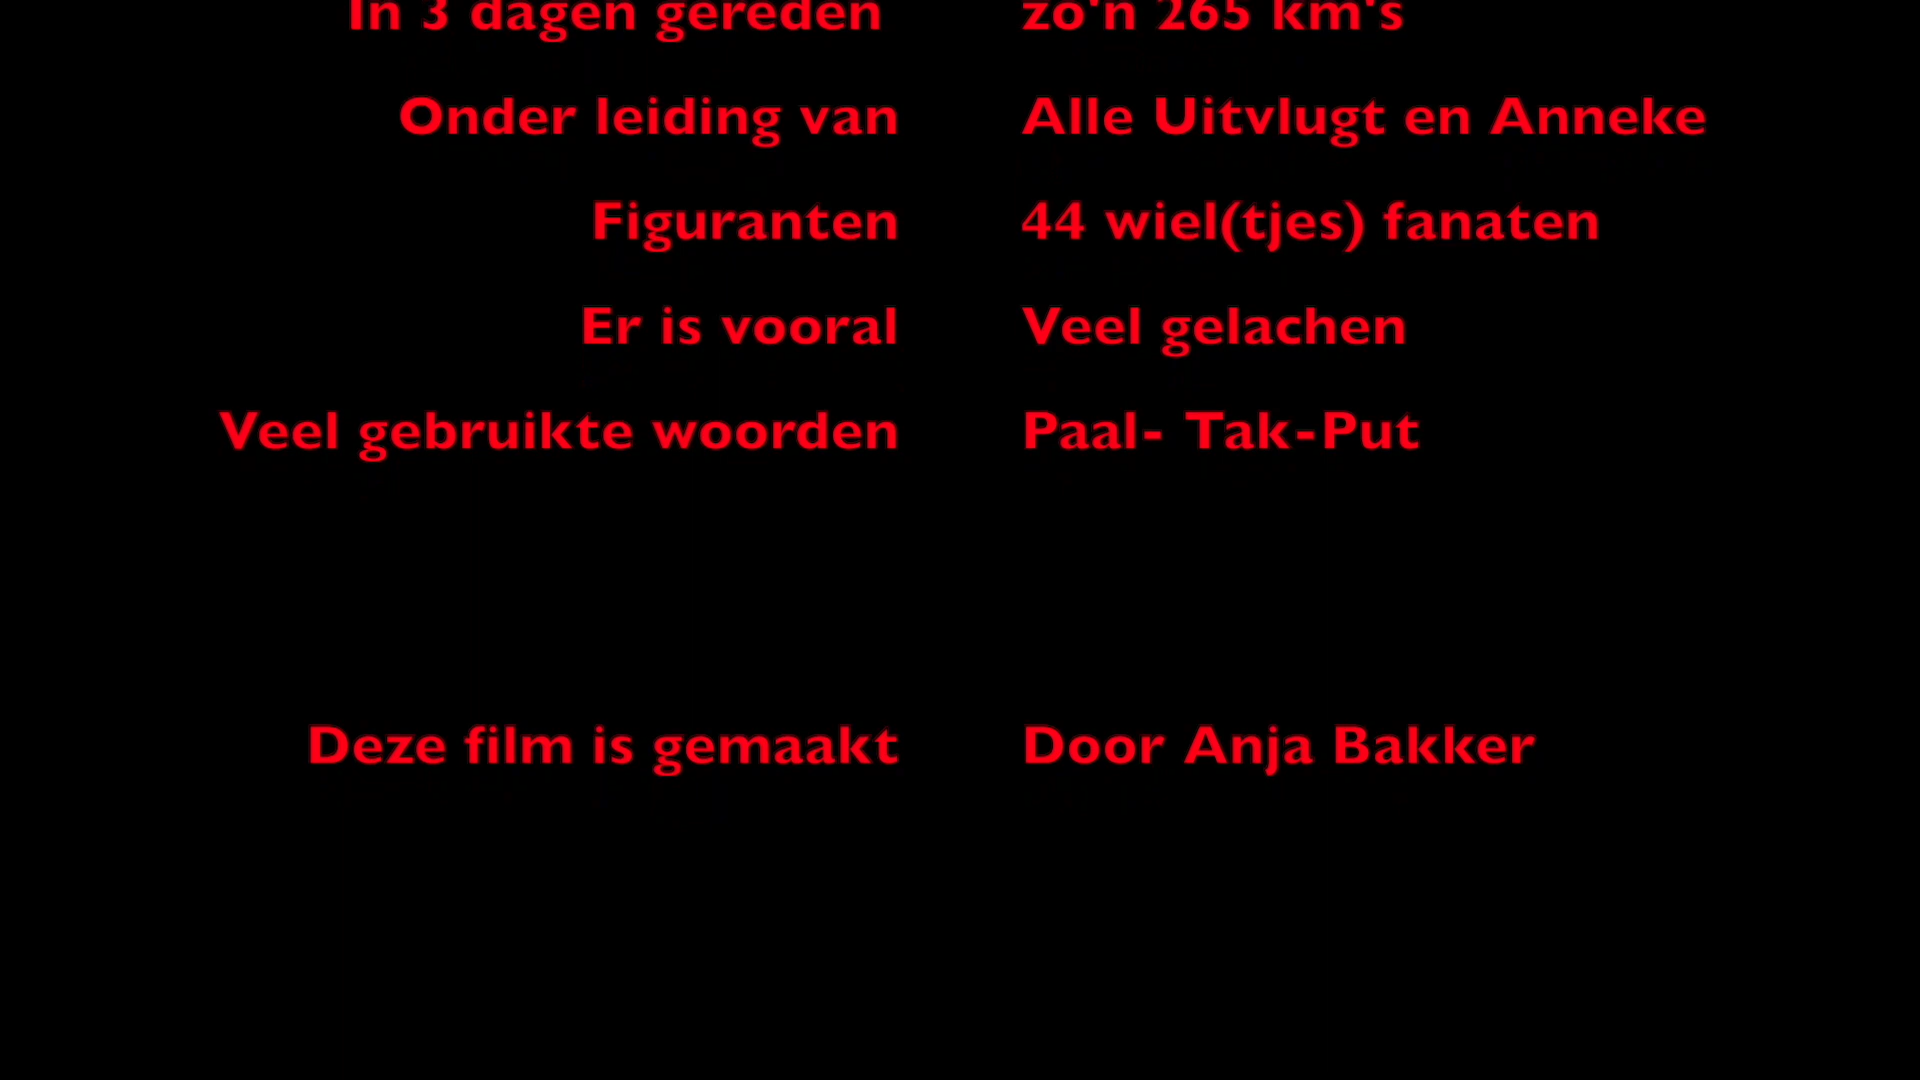 In 3 dagen gereden zo'n 265 km's
Onder leiding van Alle Uitvlugt en Anneke
Figuranten 44 wiel(tjes) fanaten
Er is vooral Veel gelachen
Veel gebruikte woorden Paal- Tak-Put
Deze film is gemaakt Door Anja Bakker